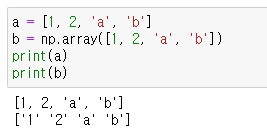 a = [1, 2, 'a', 'b']
b = np.array([1, 2, 'a', 'b'])
print(a)
print(b)
[1, 2, 'a', 'b']
['1' '2' 'a' 'b']